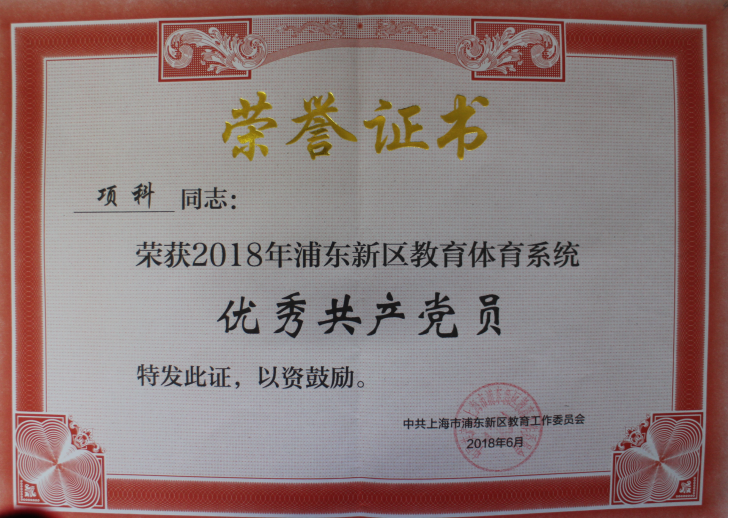 荣誉证书
项科 同志：
荣获2018年浦东新区教育体育系统
优秀共产党员
特发此证，以资鼓励。
中共上海市浦东新区教育工作委员会
2018年6月